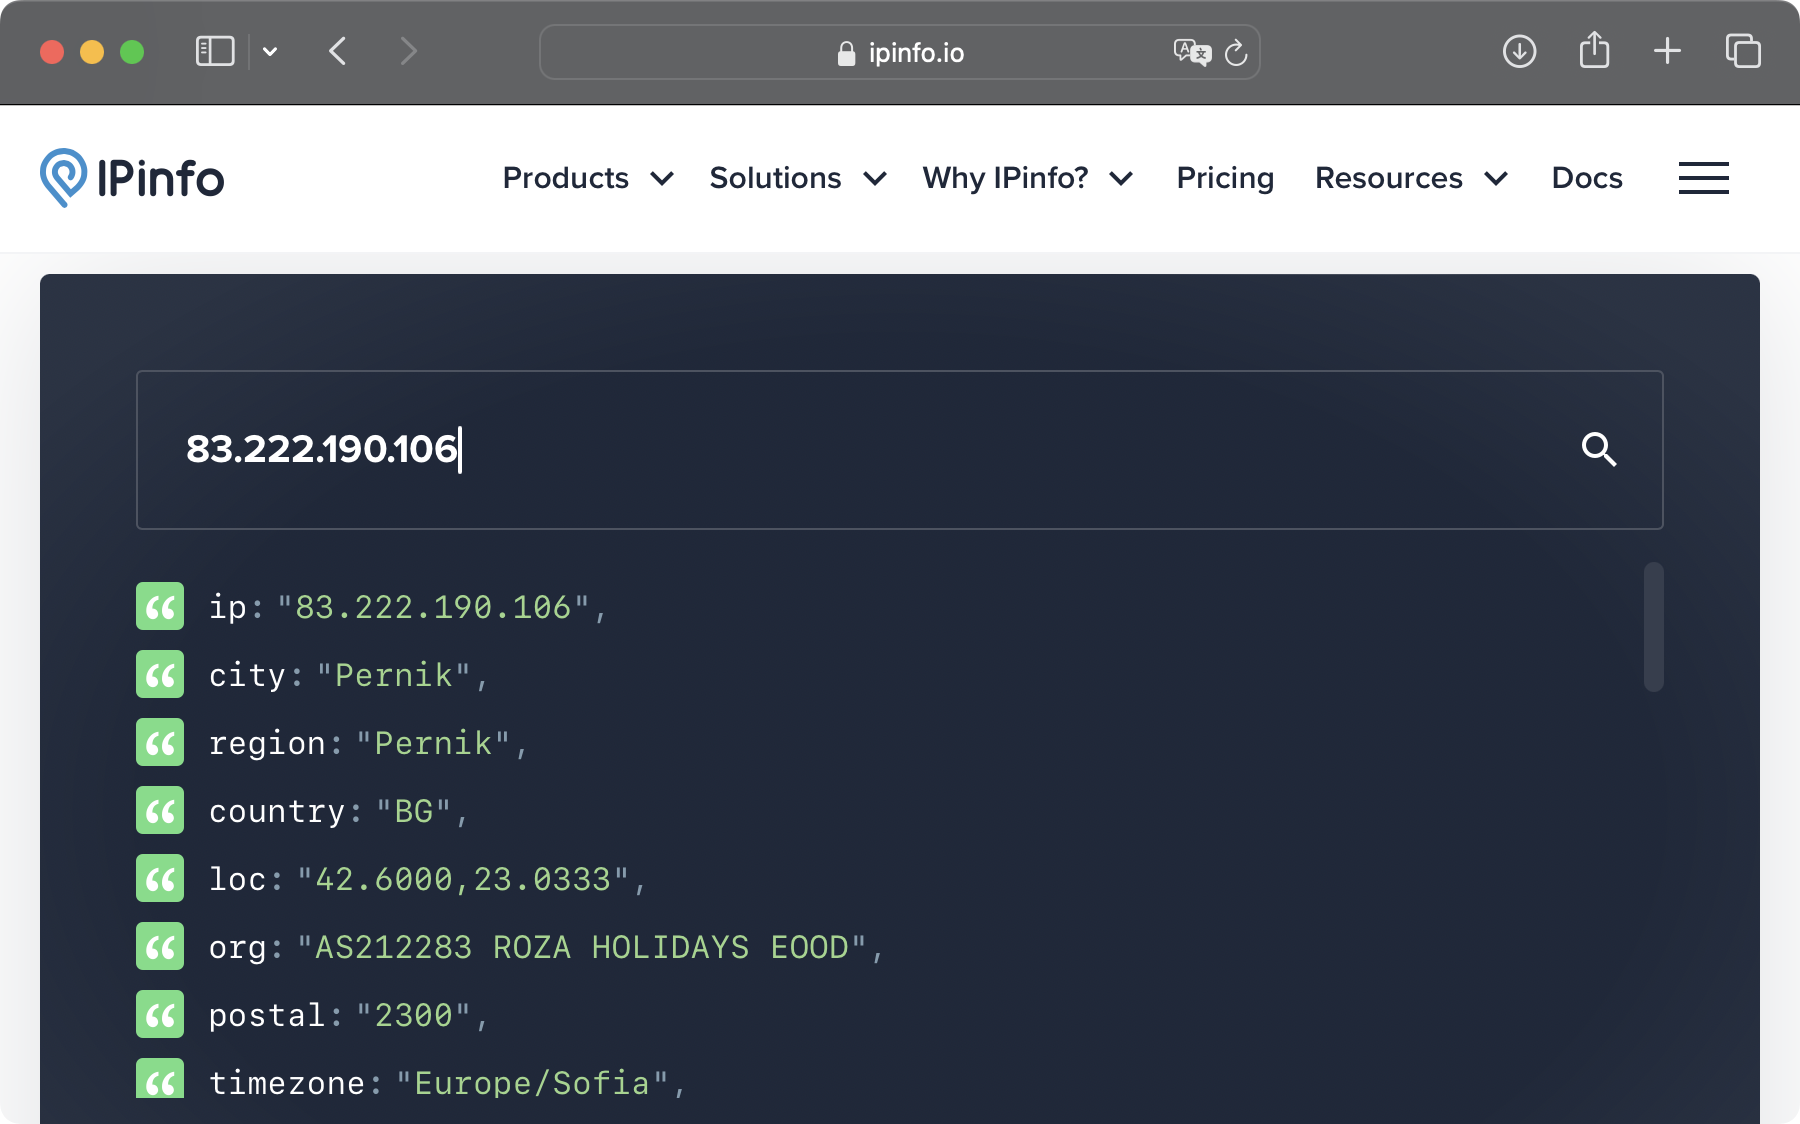 ipinfo.io
IPinfo
Products Solutions Why IPinfo? Pricing Resources Docs
83.222.190.106
ip: "83.222.190.106",
city: "Pernik",
region: "Pernik",
country: "BG",
loc: "42.6000,23.0333",
org: "AS212283 ROZA HOLIDAYS EOOD",
postal: "2300",
timezone: "Europe/Sofia",